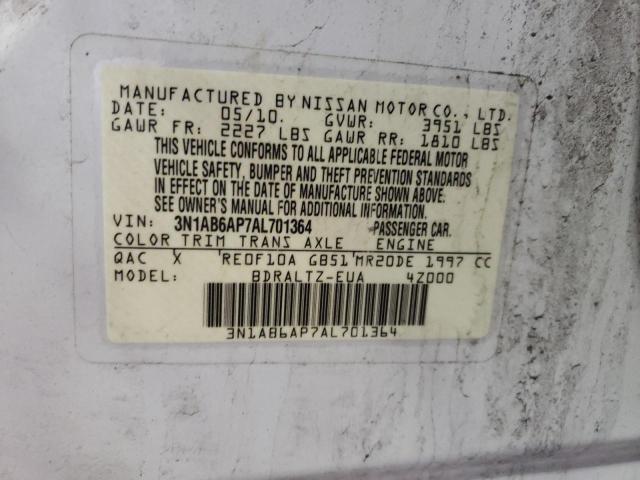 MANUFACTURED BY NISSAN MOTOR CO., LTD.
DATE: 05/10. GVWR: 3951 LBS
GAWR FR: 2227 LBS GAWR RR: 1810 LBS
THIS VEHICLE CONFORMS TO ALL APPLICABLE FEDERAL MOTOR
VEHICLE SAFETY, BUMPER AND THEFT PREVENTION STANDARDS
IN EFFECT ON THE DATE OF MANUFACTURE SHOWN ABOVE.
SEE OWNER'S MANUAL FOR ADDITIONAL INFORMATION.
VIN: 3N1AB6AP7AL701364 PASSENGER CAR.
COLOR TRIM TRANS AXLE ENGINE
QAC X RE0F10A GB51 MR20DE 1997 CC
MODEL: BDRALTZ-EUA 4Z000
3N1AB6AP7AL701364